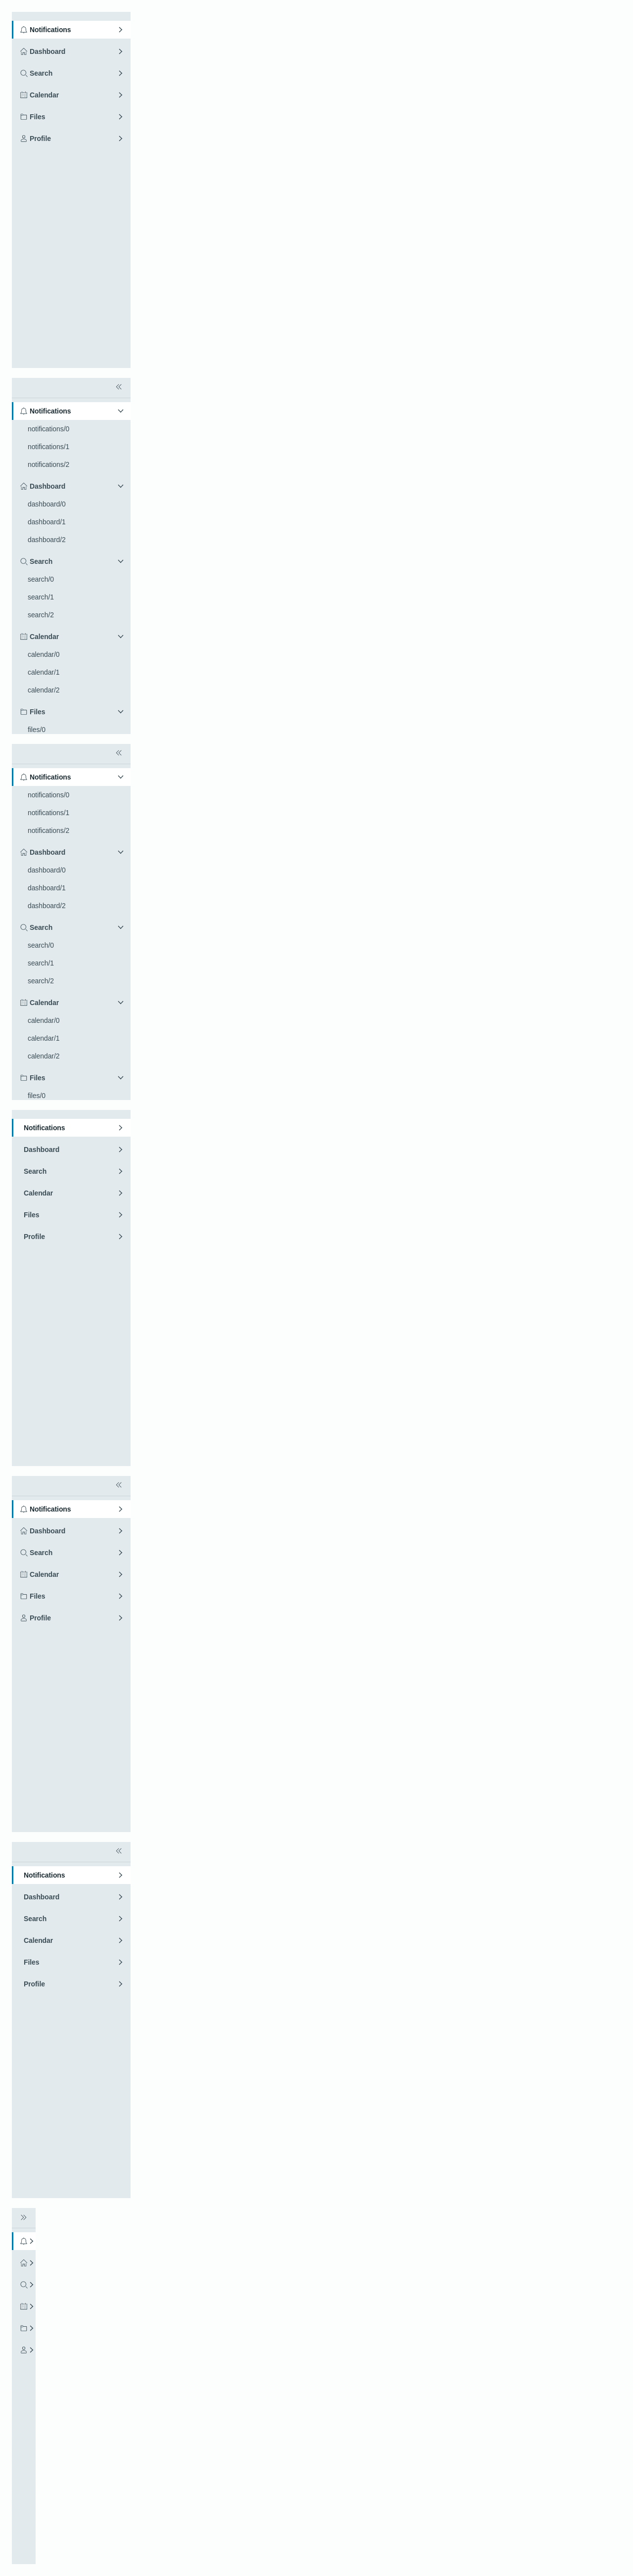 Notifications
Dashboard
Search
Calendar
Files
Profile
Notifications
notifications/0
notifications/1
notifications/2
Dashboard
dashboard/0
dashboard/1
dashboard/2
Search
search/0
search/1
search/2
Calendar
calendar/0
calendar/1
calendar/2
Files
files/0
Notifications
notifications/0
notifications/1
notifications/2
Dashboard
dashboard/0
dashboard/1
dashboard/2
Search
search/0
search/1
search/2
Calendar
calendar/0
calendar/1
calendar/2
Files
files/0
Notifications
Dashboard
Search
Calendar
Files
Profile
Notifications
Dashboard
Search
Calendar
Files
Profile
Notifications
Dashboard
Search
Calendar
Files
Profile